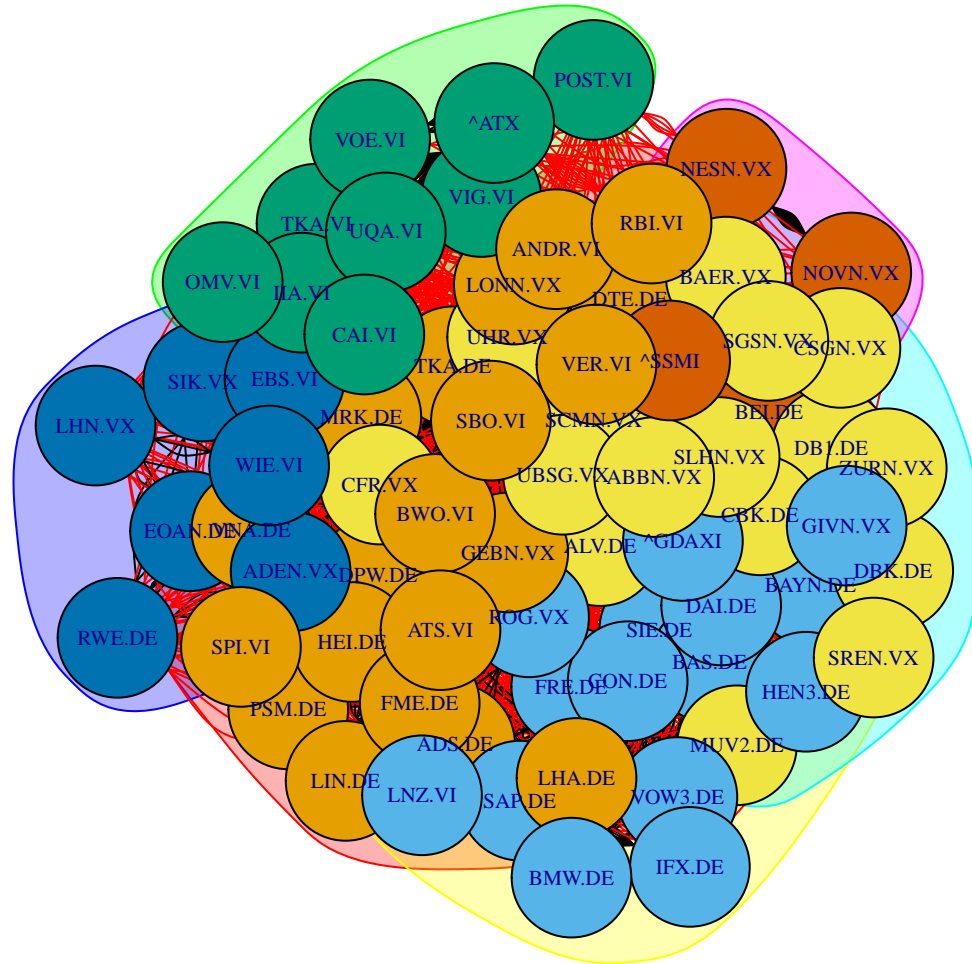 POST.VI
^ATX
VOE.VI
NESN.VX
VIG.VI
TKA.VI
UQA.VI
RBI.VI
ANDR.VI
NOVN.VX
BAER.VX
OMV.VI
IIA.VI
LONN.VX
DTE.DE
CAI.VI
UHR.VX
SGSN.VX
CSGN.VX
TKA.DE
VER.VI
^SSMI
SIK.VX
EBS.VI
MRK.DE
BEI.DE
LHN.VX
SBO.VI
SCMN.VX
DB1.DE
WIE.VI
SLHN.VX
ZURN.VX
CFR.VX
UBSG.VX
ABBN.VX
BWO.VI
CBK.DE
GIVN.VX
EOAN.DE
VNA.DE
GEBN.VX
ALV.DE
^GDAXI
ADEN.VX
DPW.DE
BAYN.DE
DBK.DE
DAI.DE
ROG.VX
ATS.VI
SIE.DE
RWE.DE
SPI.VI
HEI.DE
BAS.DE
SREN.VX
FRE.DE
CON.DE
HEN3.DE
PSM.DE
FME.DE
ADS.DE
MUV2.DE
LIN.DE
LNZ.VI
SAP.DE
LHA.DE
VOW3.DE
BMW.DE
IFX.DE